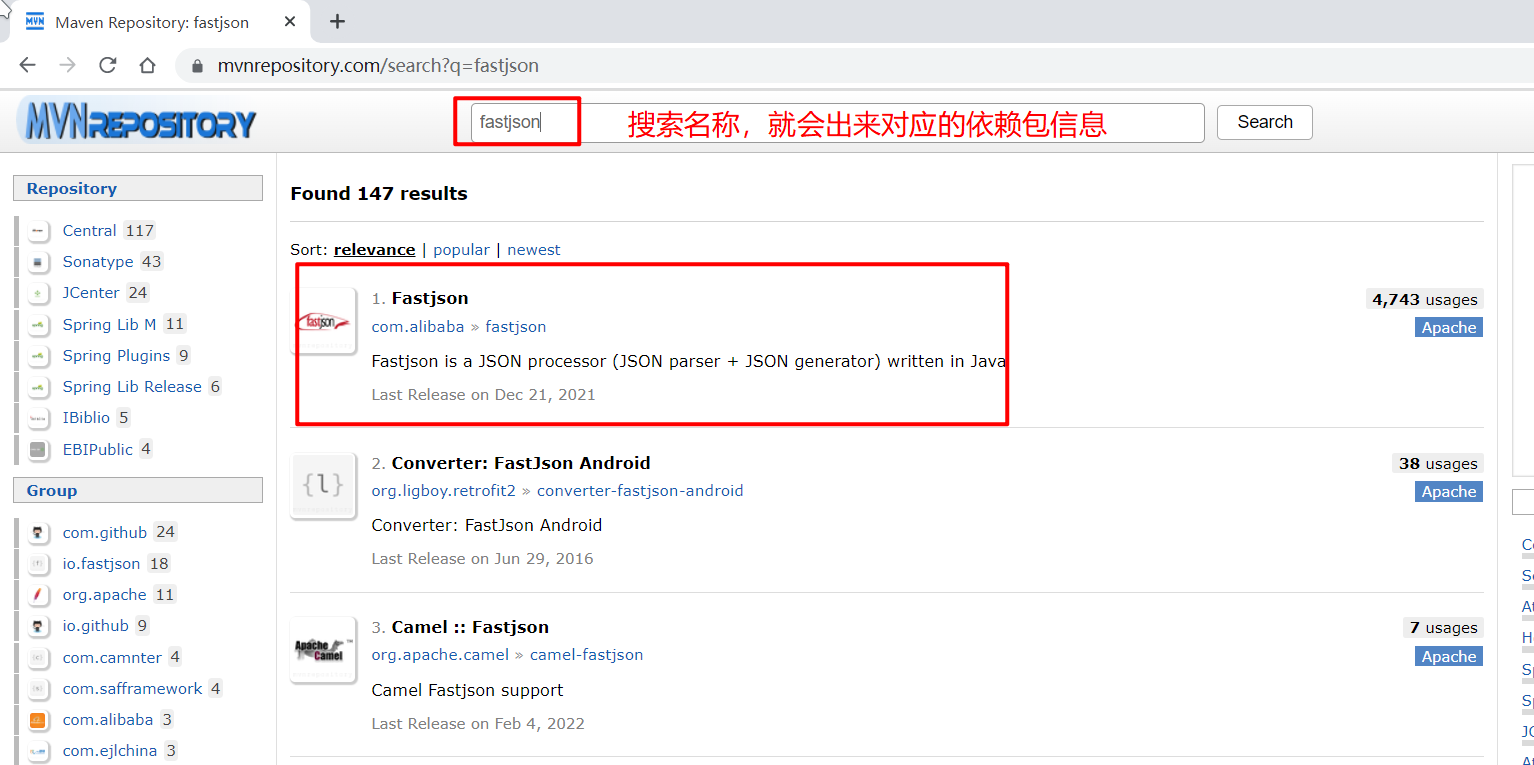 Maven Repository: fastjson
mvnrepository.com/search?q=fastjson
MVNREPOSITORY
fastjson
搜索名称，就会出来对应的依赖包信息
Search
Repository
Central 117
Sonatype 43
JCenter 24
Spring Lib M 11
Spring Plugins 9
Spring Lib Release 6
IBiblio 5
EBIPublic 4
Group
com.github 24
io.fastjson 18
org.apache 11
io.github 9
com.camnter 4
com.safframework 4
com.alibaba 3
com.ejlchina 3
Found 147 results
Sort: relevance | popular | newest
fastjson
1. Fastjson
4,743 usages
com.alibaba » fastjson
Apache
Fastjson is a JSON processor (JSON parser + JSON generator) written in Java
Last Release on Dec 21, 2021
{l}
2. Converter: FastJson Android
38 usages
org.ligboy.retrofit2 » converter-fastjson-android
Apache
Converter: FastJson Android
Last Release on Jun 29, 2016
Apache Camel
3. Camel :: Fastjson
7 usages
org.apache.camel » camel-fastjson
Apache
Camel Fastjson support
Last Release on Feb 4, 2022